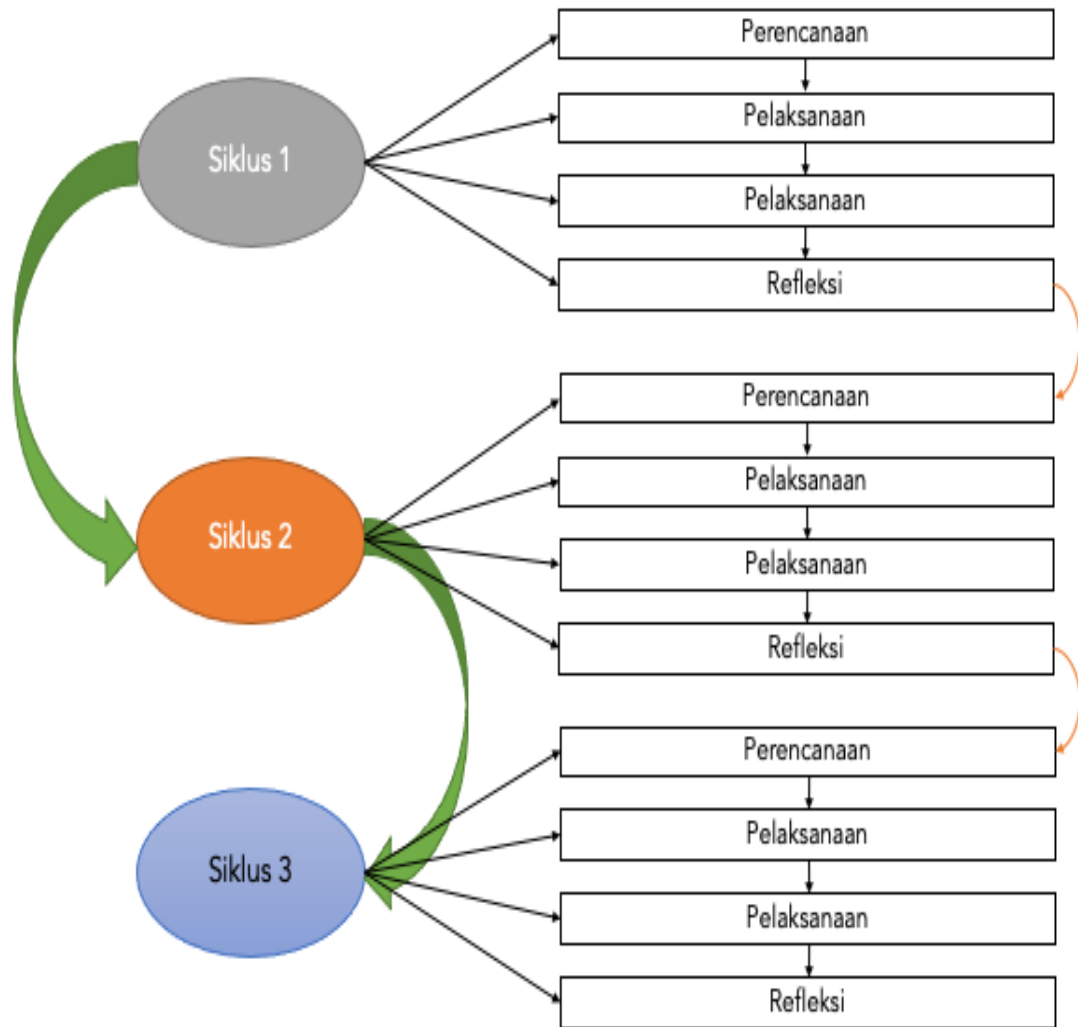 Perencanaan
Pelaksanaan
Siklus 1
Pelaksanaan
Refleksi
Perencanaan
Pelaksanaan
Siklus 2
Pelaksanaan
Refleksi
Perencanaan
Pelaksanaan
Siklus 3
Pelaksanaan
Refleksi